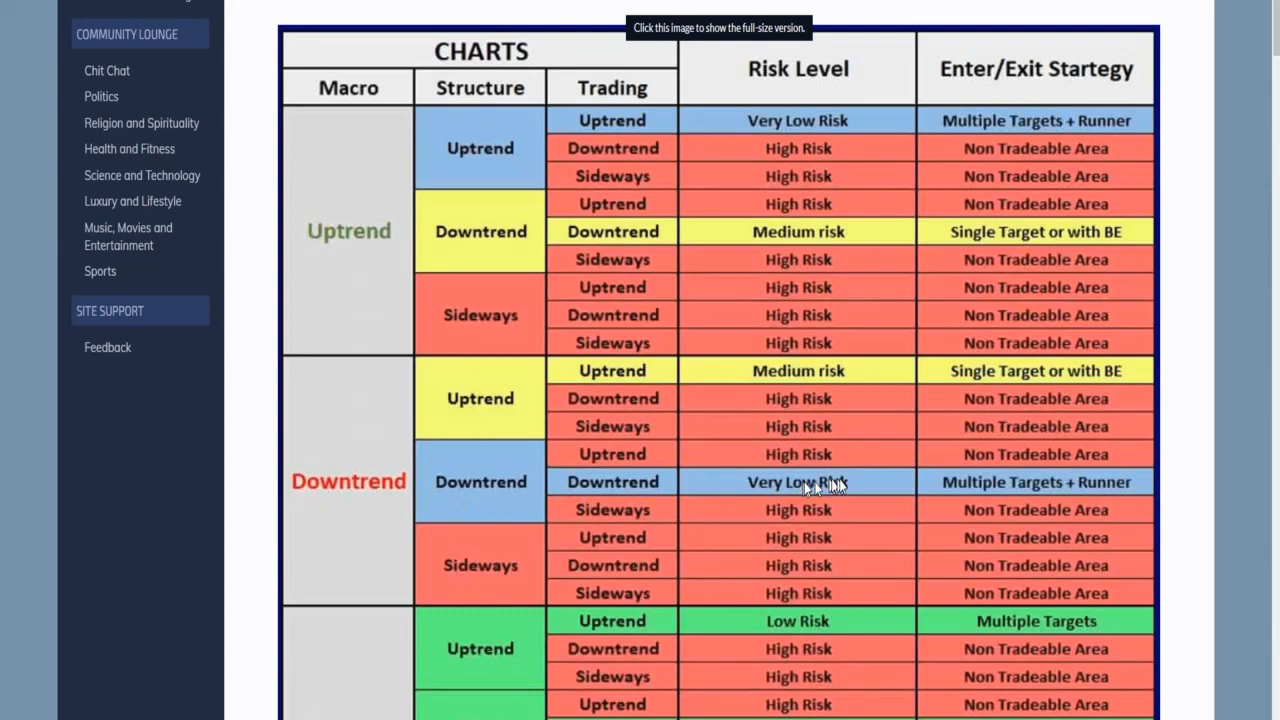 COMMUNITY LOUNGE
Chit Chat
Politics
Religion and Spirituality
Health and Fitness
Science and Technology
Luxury and Lifestyle
Music, Movies and
Entertainment
Sports
SITE SUPPORT
Feedback
Click this image to show the full-size version.
CHARTS Risk Level Enter/Exit Startegy
Macro Structure Trading
Uptrend Very Low Risk Multiple Targets + Runner
Uptrend Downtrend High Risk Non Tradeable Area
Sideways High Risk Non Tradeable Area
Uptrend High Risk Non Tradeable Area
Uptrend Downtrend Downtrend Medium risk Single Target or with BE
Sideways High Risk Non Tradeable Area
Uptrend High Risk Non Tradeable Area
Sideways Downtrend High Risk Non Tradeable Area
Sideways High Risk Non Tradeable Area
Uptrend Medium risk Single Target or with BE
Uptrend Downtrend High Risk Non Tradeable Area
Sideways High Risk Non Tradeable Area
Uptrend High Risk Non Tradeable Area
Downtrend Downtrend Downtrend Very Low Risk Multiple Targets + Runner
Sideways High Risk Non Tradeable Area
Uptrend High Risk Non Tradeable Area
Sideways Downtrend High Risk Non Tradeable Area
Sideways High Risk Non Tradeable Area
Uptrend Low Risk Multiple Targets
Uptrend Downtrend High Risk Non Tradeable Area
Sideways High Risk Non Tradeable Area
Uptrend High Risk Non Tradeable Area